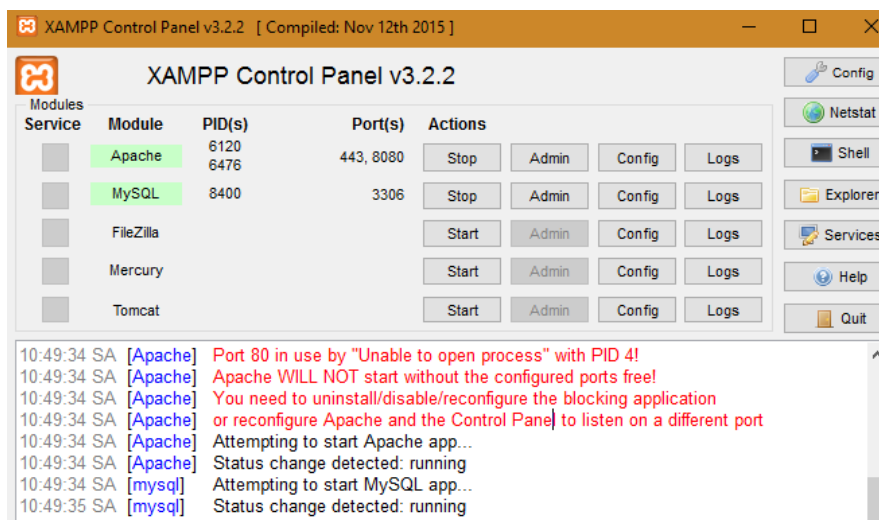 XAMPP Control Panel v3.2.2 [ Compiled: Nov 12th 2015 ]
XAMPP Control Panel v3.2.2
Config
Modules
Service Module PID(s) Port(s) Actions
Netstat
Apache 6120 6476 443, 8080 Stop Admin Config Logs
Shell
MySQL 8400 3306 Stop Admin Config Logs
Explorer
FileZilla Start Admin Config Logs
Services
Mercury Start Admin Config Logs
Help
Tomcat Start Admin Config Logs
Quit
10:49:34 SA [Apache] Port 80 in use by "Unable to open process" with PID 4!
10:49:34 SA [Apache] Apache WILL NOT start without the configured ports free!
10:49:34 SA [Apache] You need to uninstall/disable/reconfigure the blocking application
10:49:34 SA [Apache] or reconfigure Apache and the Control Panel to listen on a different port
10:49:34 SA [Apache] Attempting to start Apache app...
10:49:34 SA [Apache] Status change detected: running
10:49:34 SA [mysql] Attempting to start MySQL app...
10:49:35 SA [mysql] Status change detected: running